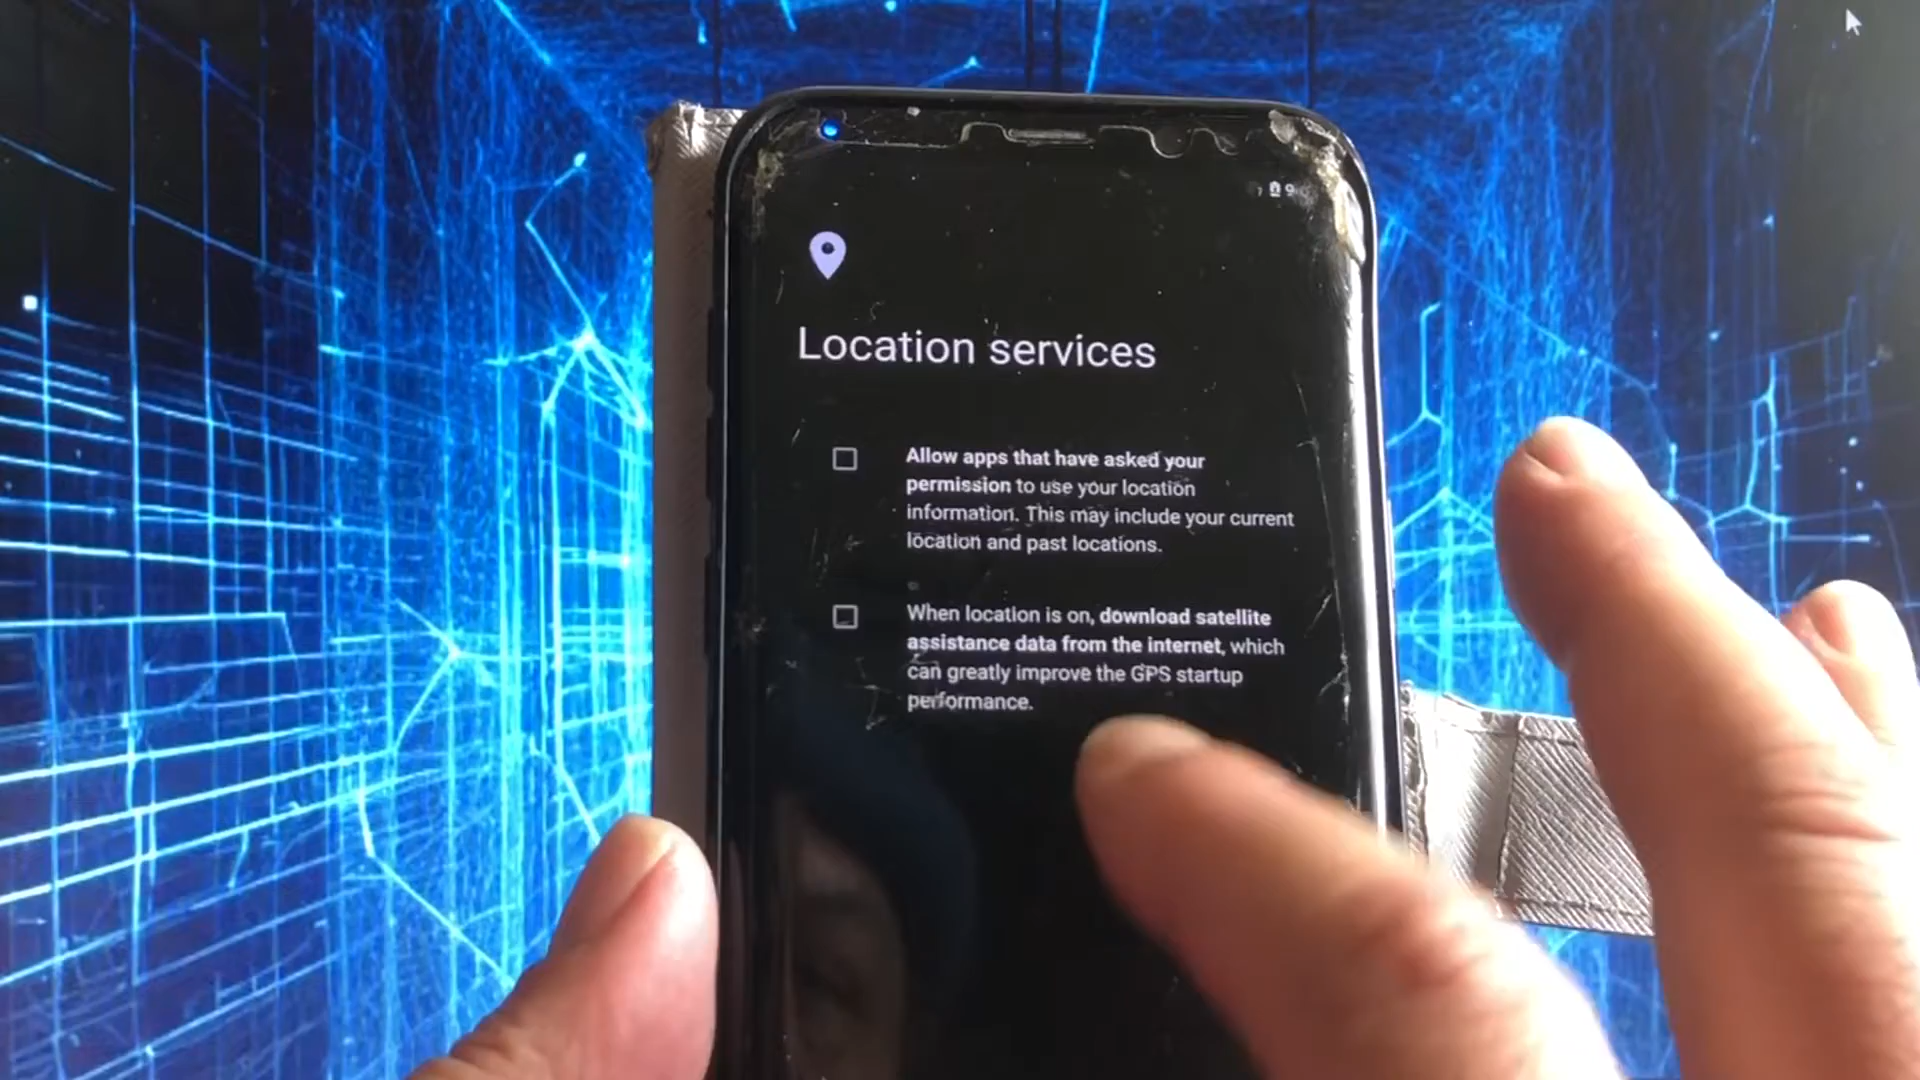 Location services
Allow apps that have asked your
permission to use your location
information. This may include your current
location and past locations.
When location is on, download satellite
assistance data from the internet, which
can greatly improve the GPS startup
performance.